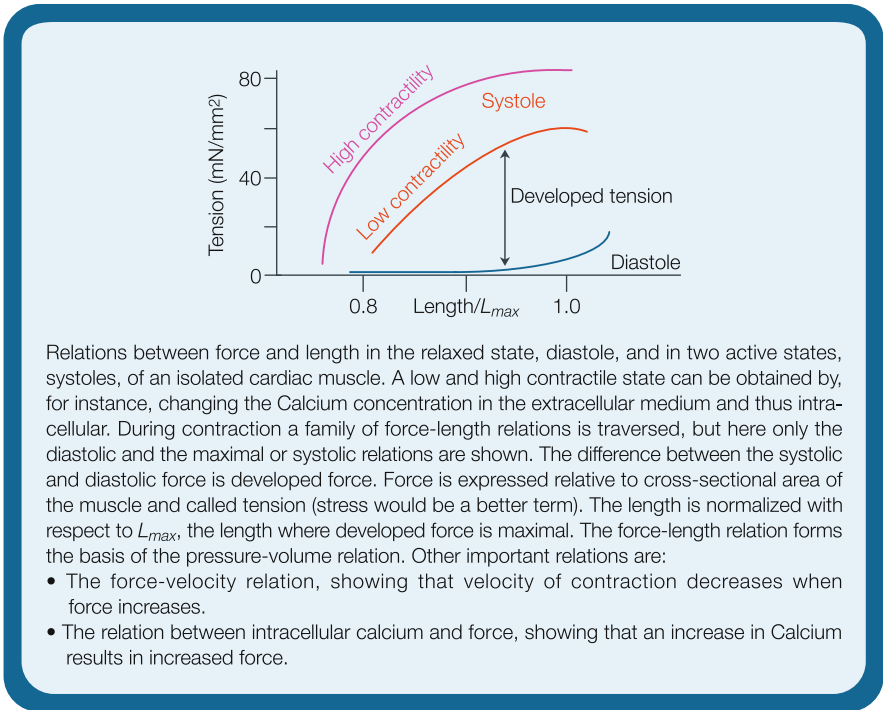 80
40
0
Tension (mN/mm²)
High contractility
Low contractility
Systole
Developed tension
Diastole
0.8
Length/Lmax
1.0
Relations between force and length in the relaxed state, diastole, and in two active states,
systoles, of an isolated cardiac muscle. A low and high contractile state can be obtained by,
for instance, changing the Calcium concentration in the extracellular medium and thus intra-
cellular. During contraction a family of force-length relations is traversed, but here only the
diastolic and the maximal or systolic relations are shown. The difference between the systolic
and diastolic force is developed force. Force is expressed relative to cross-sectional area of
the muscle and called tension (stress would be a better term). The length is normalized with
respect to Lmax, the length where developed force is maximal. The force-length relation forms
the basis of the pressure-volume relation. Other important relations are:
• The force-velocity relation, showing that velocity of contraction decreases when
force increases.
• The relation between intracellular calcium and force, showing that an increase in Calcium
results in increased force.